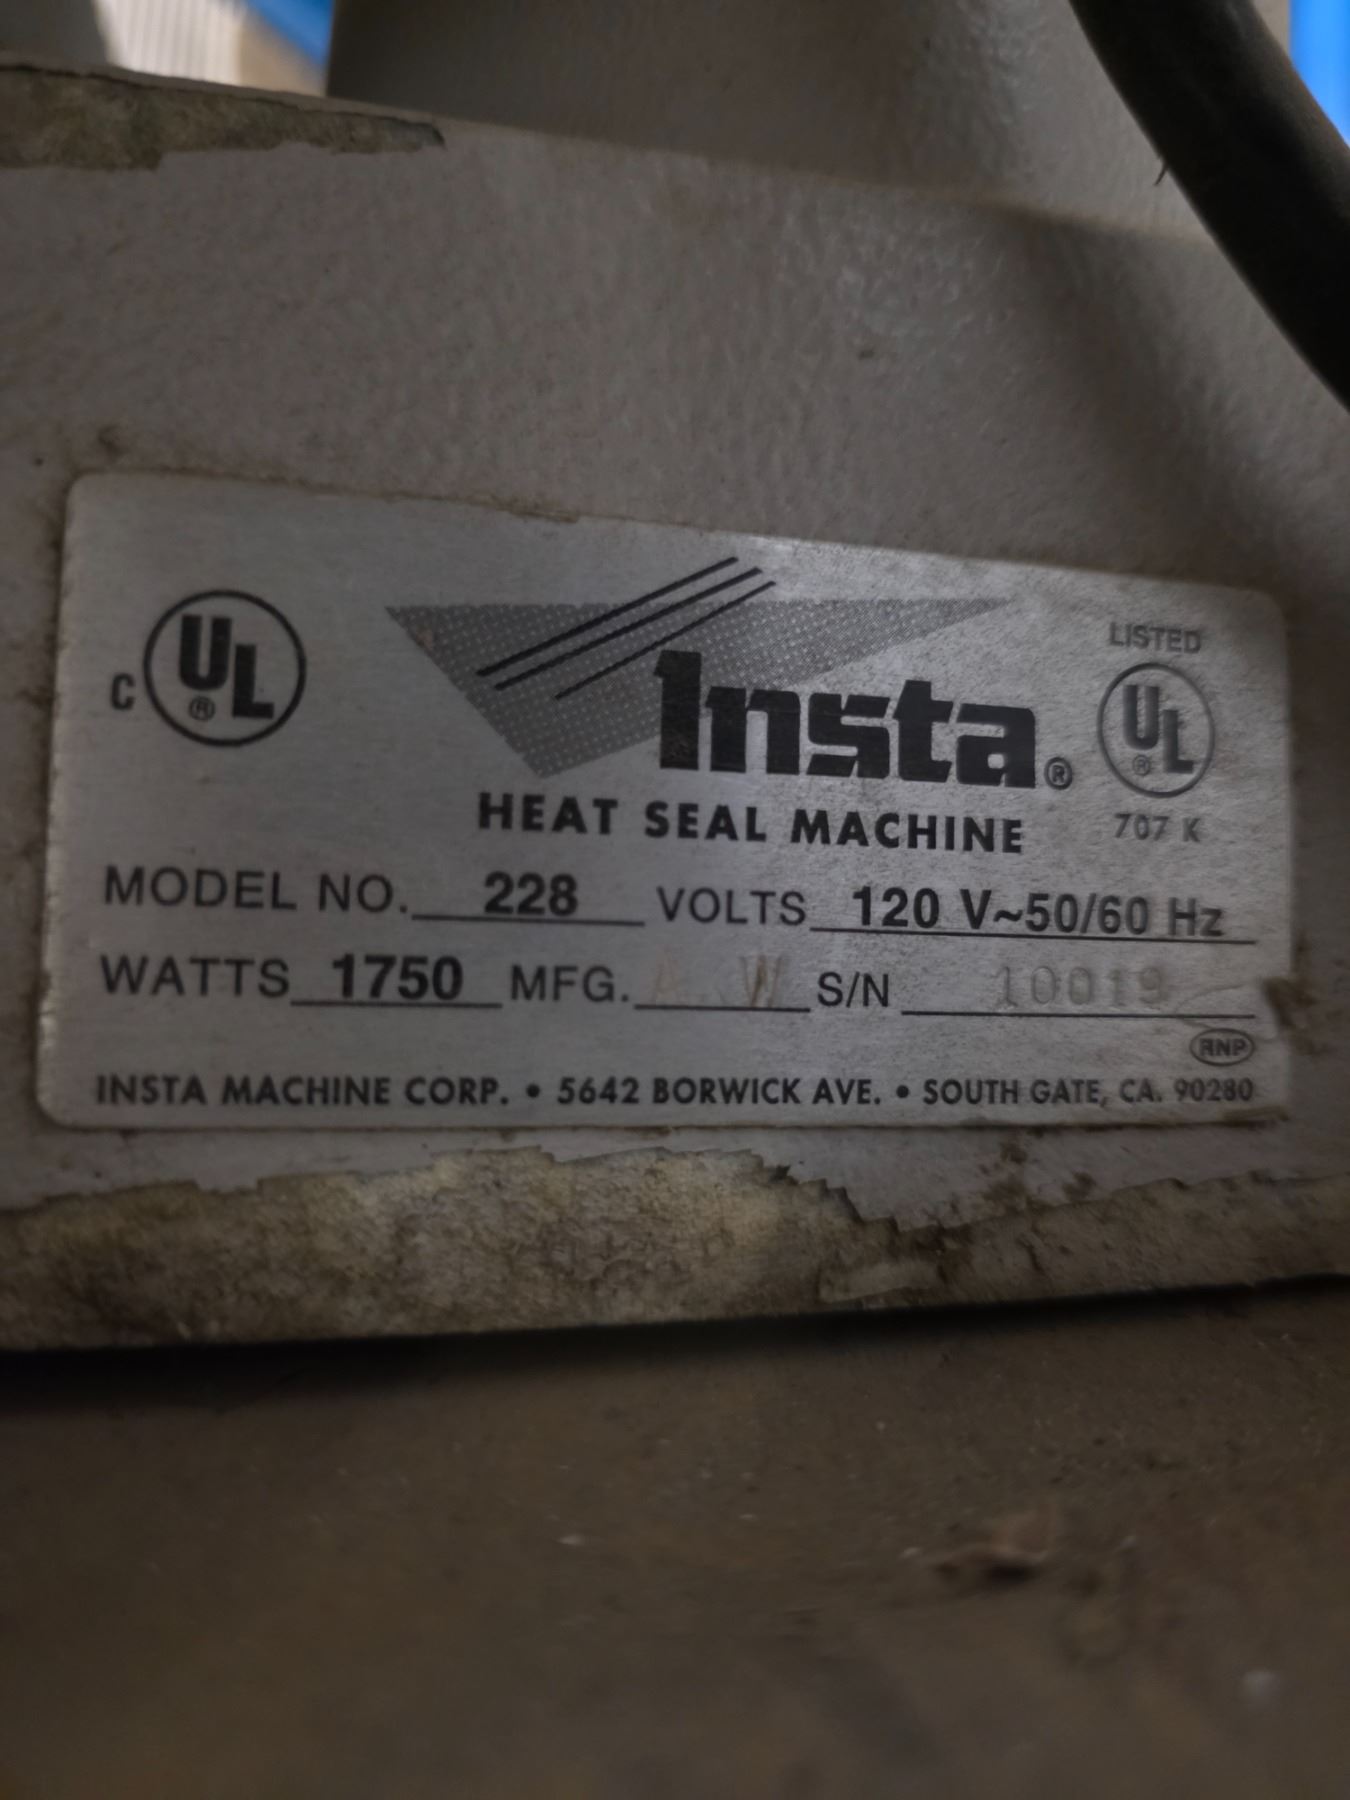 C UL ®
LISTED
Insta®
UL ®
HEAT SEAL MACHINE
707 K
MODEL NO. 228 VOLTS 120 V~50/60 Hz
WATTS 1750 MFG. A W S/N 10019
RNP
INSTA MACHINE CORP. • 5642 BORWICK AVE. • SOUTH GATE, CA. 90280